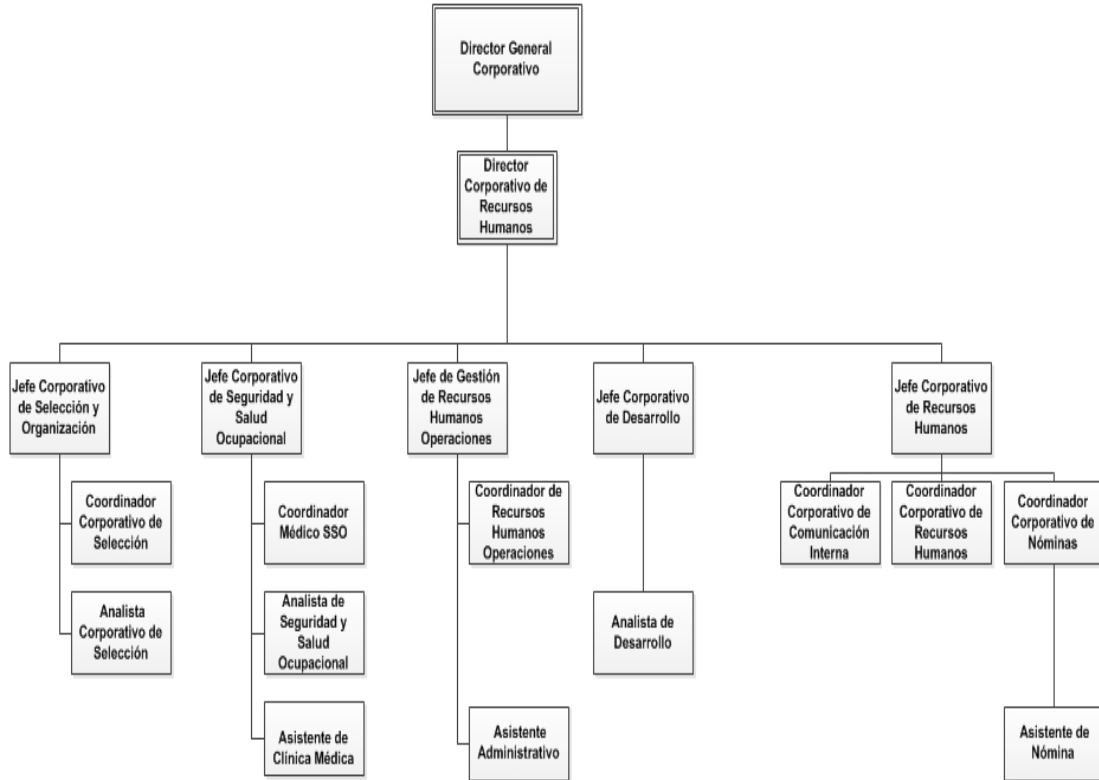 Director General
Corporativo
Director
Corporativo de
Recursos
Humanos
Jefe Corporativo
de Selección y
Organización
Jefe Corporativo
de Seguridad y
Salud
Ocupacional
Jefe de Gestión
de Recursos
Humanos
Operaciones
Jefe Corporativo
de Desarrollo
Jefe Corporativo
de Recursos
Humanos
Coordinador
Corporativo de
Selección
Coordinador
Médico SSO
Coordinador de
Recursos
Humanos
Operaciones
Coordinador
Corporativo de
Comunicación
Interna
Coordinador
Corporativo de
Recursos
Humanos
Coordinador
Corporativo de
Nóminas
Analista
Corporativo de
Selección
Analista de
Seguridad y
Salud
Ocupacional
Analista de
Desarrollo
Asistente de
Clínica Médica
Asistente
Administrativo
Asistente de
Nómina